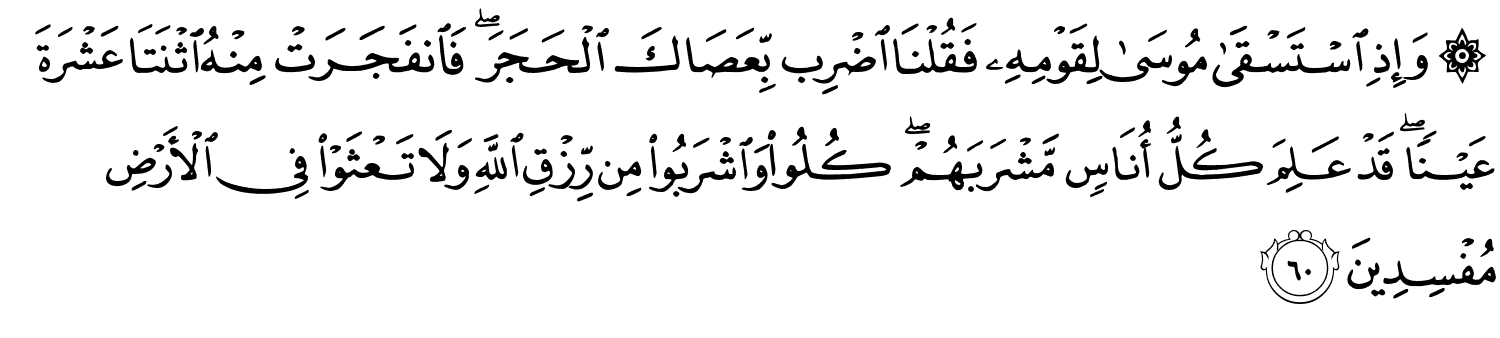 ۞ وَإِذِ ٱسْتَسْقَىٰ مُوسَىٰ لِقَوْمِهِۦ فَقُلْنَا ٱضْرِب بِّعَصَاكَ ٱلْحَجَرَ ۖ فَٱنفَجَرَتْ مِنْهُ ٱثْنَتَا عَشْرَةَ
عَيْنًا ۖ قَدْ عَلِمَ كُلُّ أُنَاسٍ مَّشْرَبَهُمْ ۖ كُلُوا۟ وَٱشْرَبُوا۟ مِن رِّزْقِ ٱللَّهِ وَلَا تَعْثَوْا۟ فِى ٱلْأَرْضِ
مُفْسِدِينَ ٦٠